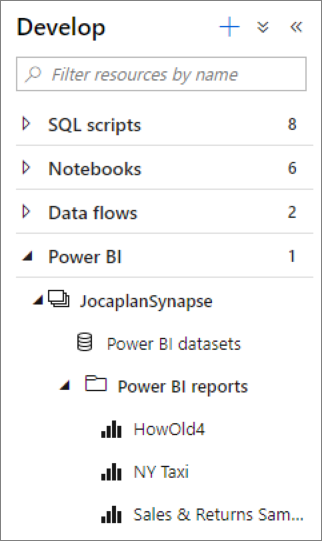 Develop
Filter resources by name
SQL scripts 8
Notebooks 6
Data flows 2
Power BI 1
JocaplanSynapse
Power BI datasets
Power BI reports
HowOld4
NY Taxi
Sales & Returns Sam...